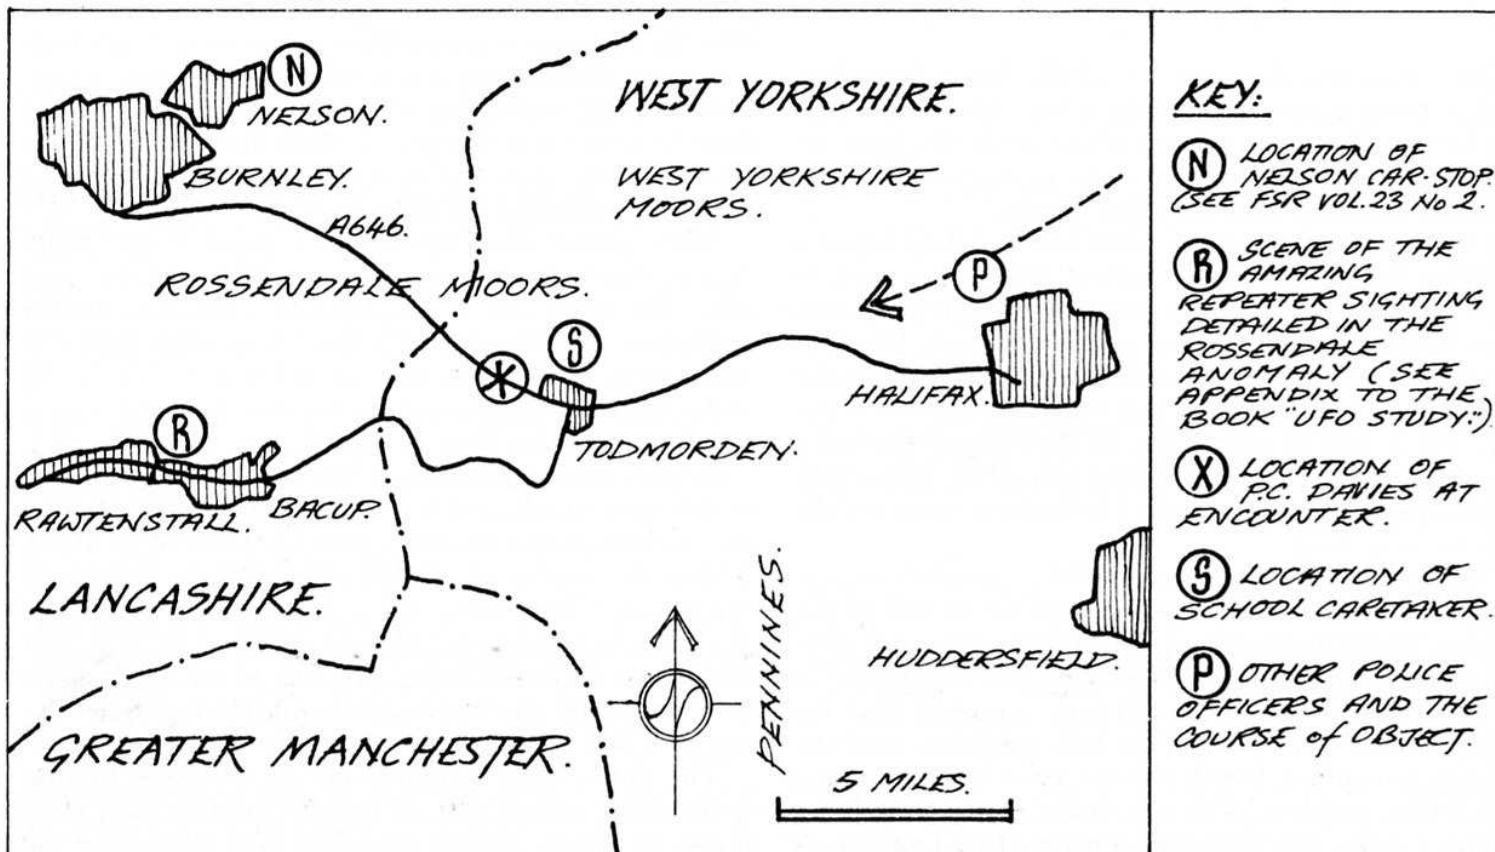 N
NELSON.
BURNLEY.
A646.
ROSSENDALE MOORS.
WEST YORKSHIRE.
WEST YORKSHIRE
MOORS.
P
S
X
HALIFAX.
TODMORDEN.
R
RAWTENSTALL.
BACUP.
LANCASHIRE.
GREATER MANCHESTER.
N
PENNINES.
HUDDERSFIELD.
5 MILES.
KEY:
N LOCATION OF
NELSON CAR-STOP.
(SEE FSR VOL.23 No 2.
R SCENE OF THE
AMAZING
REPEATER SIGHTING
DETAILED IN THE
ROSSENDALE
ANOMALY (SEE
APPENDIX TO THE
BOOK "UFO STUDY.")
X LOCATION OF
P.C. DAVIES AT
ENCOUNTER.
S LOCATION OF
SCHOOL CARETAKER.
P OTHER POLICE
OFFICERS AND THE
COURSE of OBJECT.